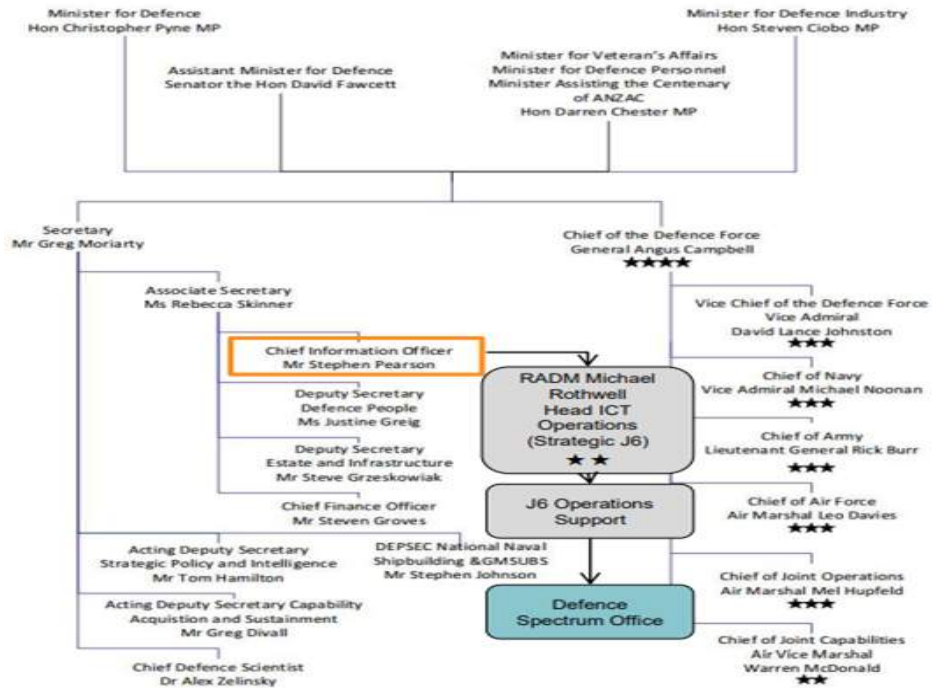 Minister for Defence
Hon Christopher Pyne MP
Minister for Defence Industry
Hon Steven Ciobo MP
Assistant Minister for Defence
Senator the Hon David Fawcett
Minister for Veteran's Affairs
Minister for Defence Personnel
Minister Assisting the Centenary
of ANZAC
Hon Darren Chester MP
Secretary
Mr Greg Moriarty
Chief of the Defence Force
General Angus Campbell
★★★★
Associate Secretary
Ms Rebecca Skinner
Chief Information Officer
Mr Stephen Pearson
Deputy Secretary
Defence People
Ms Justine Greig
Deputy Secretary
Estate and Infrastructure
Mr Steve Grzeskowiak
Chief Finance Officer
Mr Steven Groves
Acting Deputy Secretary
Strategic Policy and Intelligence
Mr Tom Hamilton
DEPSEC National Naval
Shipbuilding &GMSUBS
Mr Stephen Johnson
Acting Deputy Secretary Capability
Acquistion and Sustainment
Mr Greg Divall
Chief Defence Scientist
Dr Alex Zelinsky
RADM Michael
Rothwell
Head ICT
Operations
(Strategic J6)
★ ★
J6 Operations
Support
Defence
Spectrum Office
Vice Chief of the Defence Force
Vice Admiral
David Lance Johnston
★★★
Chief of Navy
Vice Admiral Michael Noonan
★★★
Chief of Army
Lieutenant General Rick Burr
★★★
Chief of Air Force
Air Marshal Leo Davies
★★★
Chief of Joint Operations
Air Marshal Mel Hupfeld
★★★
Chief of Joint Capabilities
Air Vice Marshal
Warren McDonald
★★